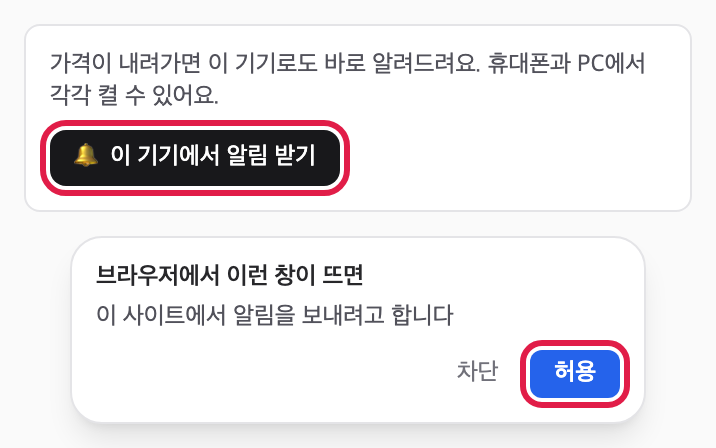 가격이 내려가면 이 기기로도 바로 알려드려요. 휴대폰과 PC에서
각각 켤 수 있어요.
🔔 이 기기에서 알림 받기
브라우저에서 이런 창이 뜨면
이 사이트에서 알림을 보내려고 합니다
차단 허용